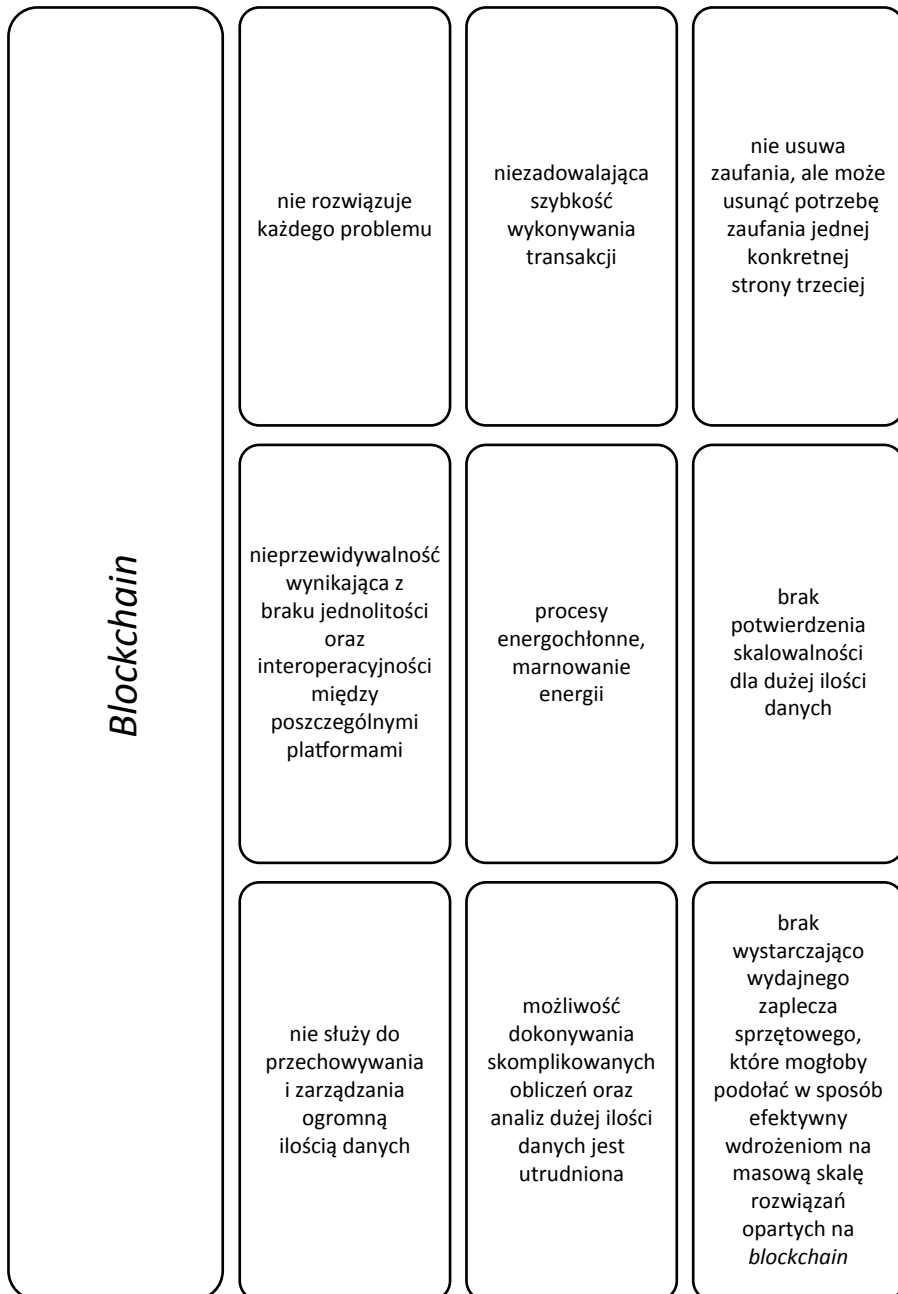 Blockchain
nie rozwiązuje
każdego problemu
niezadowalająca
szybkość
wykonywania
transakcji
nie usuwa
zaufania, ale może
usunąć potrzebę
zaufania jednej
konkretnej
strony trzeciej
nieprzewidywalność
wynikająca z
braku jednolitości
oraz
interoperacyjności
między
poszczególnymi
platformami
procesy
energochłonne,
marnowanie
energii
brak
potwierdzenia
skalowalności
dla dużej ilości
danych
nie służy do
przechowywania
i zarządzania
ogromną
ilością danych
możliwość
dokonywania
skomplikowanych
obliczeń oraz
analiz dużej ilości
danych jest
utrudniona
brak
wystarczająco
wydajnego
zaplecza
sprzętowego,
które mogłoby
podołać w sposób
efektywny
wdrożeniom na
masową skalę
rozwiązań
opartych na
blockchain